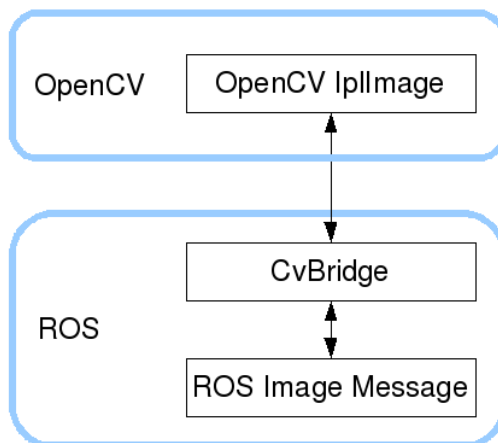 OpenCV
OpenCV IplImage
CvBridge
ROS
ROS Image Message